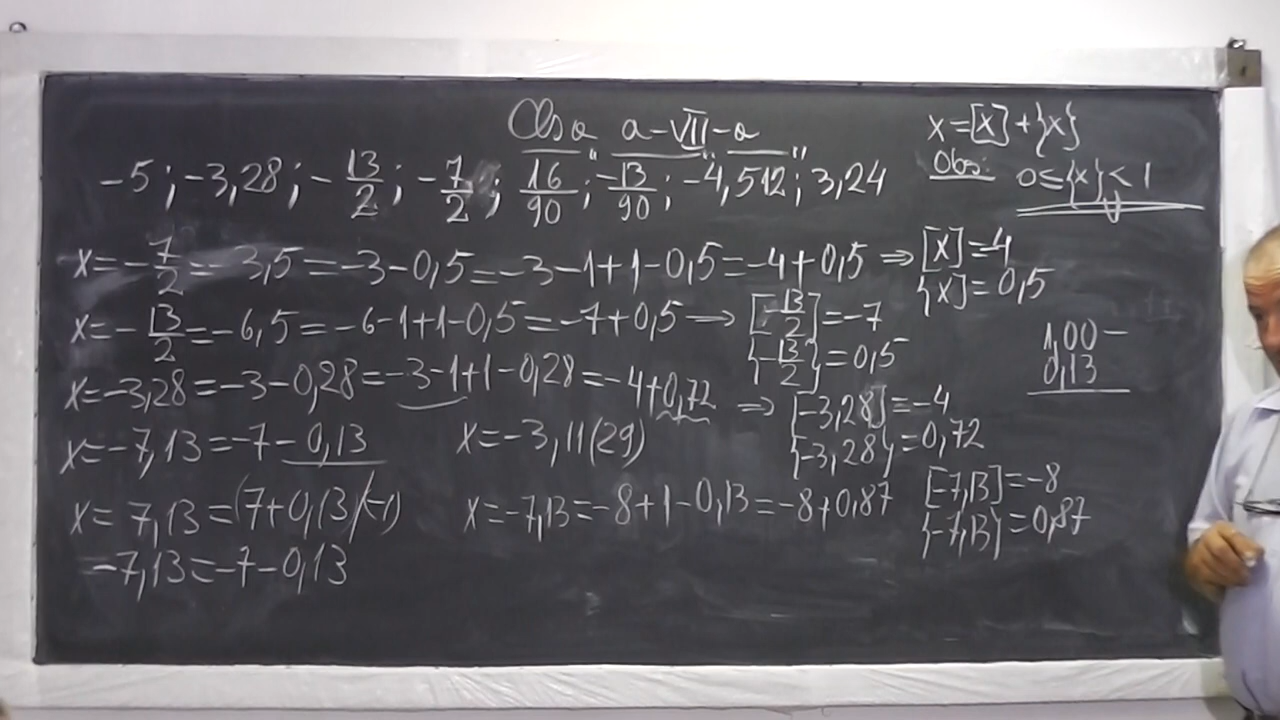 Clsa a-VII-a
-5 ; -3,28 ; -13/2 ; -7/2 ; 16/90 ; -13/90 ; -4,512 ; 3,24
x=[x]+{x}
Obs: 0≤{x}<1
x=-7/2=-3,5=-3-0,5=-3-1+1-0,5=-4+0,5 ⇒ [x]=-4
{x}=0,5
x=-13/2=-6,5=-6-1+1-0,5=-7+0,5 → [-13/2]=-7
{-13/2}=0,5
1,00-
0,13
x=-3,28=-3-0,28=-3-1+1-0,28=-4+0,72 ⇒ [-3,28]=-4
{-3,28}=0,72
x=-7,13=-7-0,13
x=-3,11(29)
x=7,13=(7+0,13)(-1)
-7,13=-7-0,13
x=-7,13=-8+1-0,13=-8+0,87
[-7,13]=-8
{-7,13}=0,87